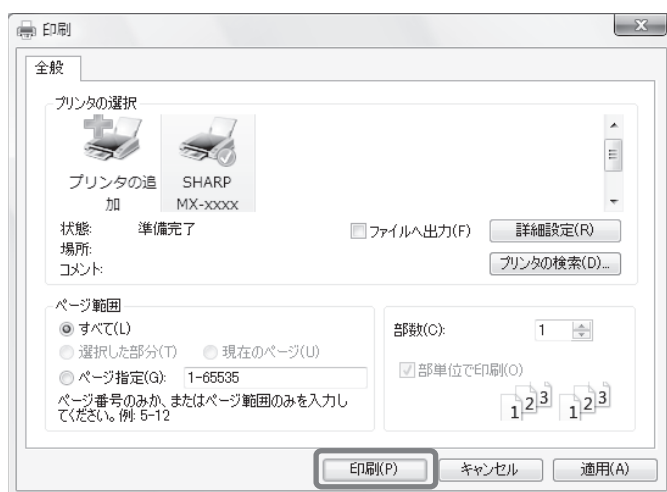 印刷
全般
プリンタの選択
プリンタの追
加
SHARP
MX-xxxx
状態: 準備完了
場所:
コメント:
ファイルへ出力(F)
詳細設定(R)
プリンタの検索(D)...
ページ範囲
すべて(L)
選択した部分(T) 現在のページ(U)
ページ指定(G): 1-65535
ページ番号のみか、またはページ範囲のみを入力し
てください。例: 5-12
部数(C): 1
部単位で印刷(O)
1 2 3 1 2 3
印刷(P) キャンセル 適用(A)